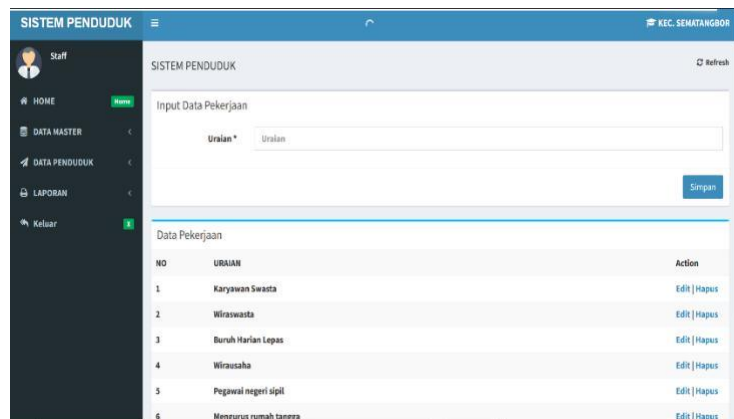 SISTEM PENDUDUK
KEC. SEMATANGBOR
Staff
HOME Home
DATA MASTER
DATA PENDUDUK
LAPORAN
Keluar X
SISTEM PENDUDUK Refresh
Input Data Pekerjaan
Uraian * Uraian
Simpan
Data Pekerjaan
NO URAIAN Action
1 Karyawan Swasta Edit | Hapus
2 Wiraswasta Edit | Hapus
3 Buruh Harian Lepas Edit | Hapus
4 Wirausaha Edit | Hapus
5 Pegawai negeri sipil Edit | Hapus
6 Mengurus rumah tangga Edit | Hapus